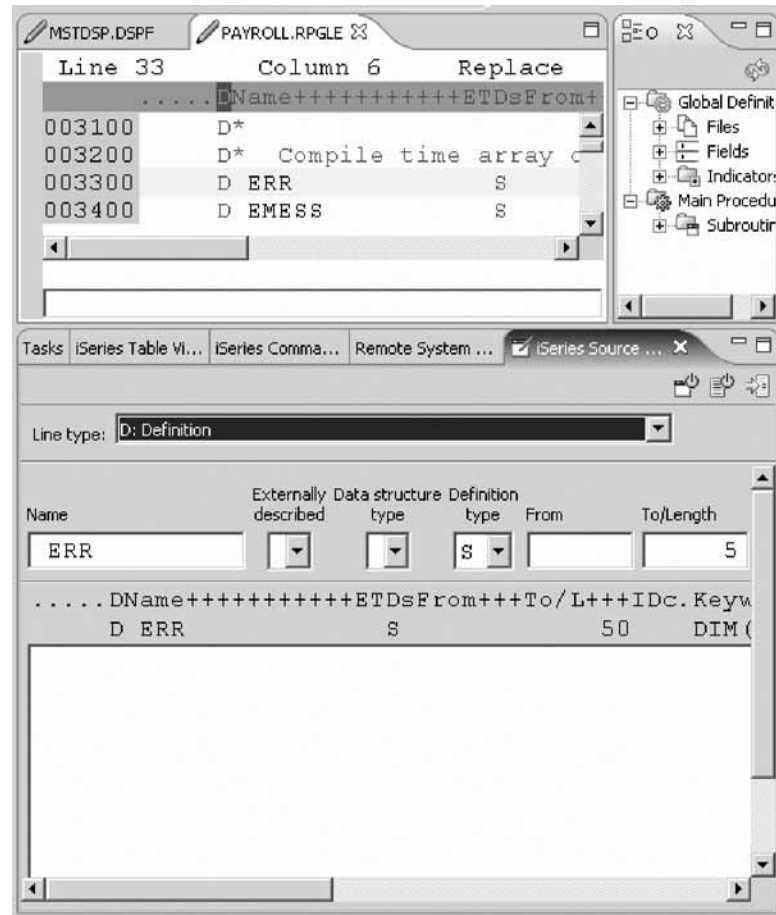 MSTDSP.DSPF PAYROLL.RPGLE
Line 33 Column 6 Replace
.....DName+++++++++++ETDsFrom+
003100 D*
003200 D* Compile time array
003300 D ERR S
003400 D EMESS S
Global Definit
Files
Fields
Indicators
Main Procedu
Subroutin
Tasks iSeries Table Vi... iSeries Comma... Remote System ... iSeries Source ...
Line type: D: Definition
Name Externally described Data structure type Definition type From To/Length
ERR S 5
.....DName+++++++++++ETDsFrom+++To/L+++IDc.Keyw
D ERR S 50 DIM(